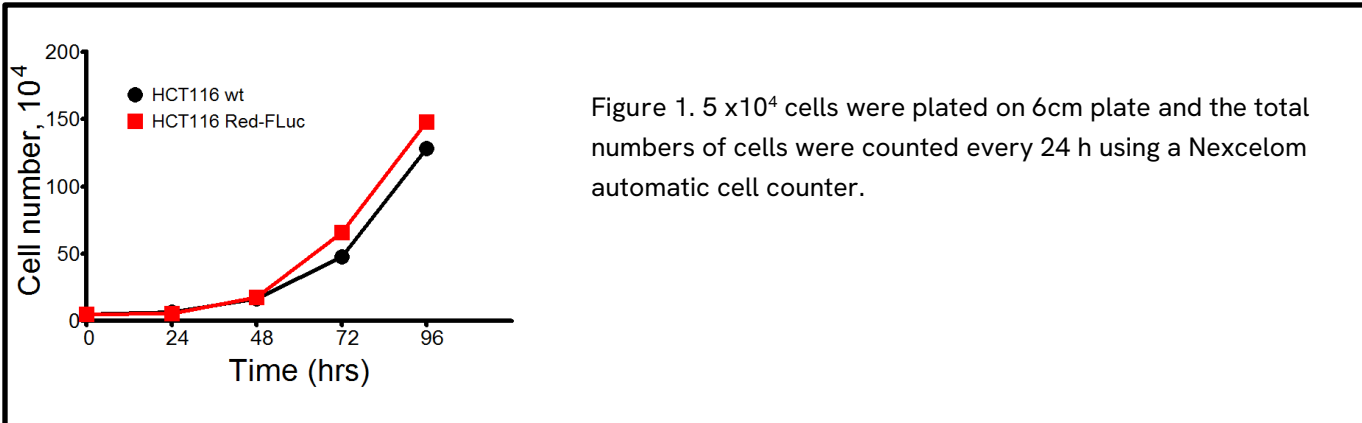 200
150
100
50
0
Cell number, 10⁴
HCT116 wt
HCT116 Red-FLuc
0 24 48 72 96
Time (hrs)
Figure 1. 5 x10⁴ cells were plated on 6cm plate and the total
numbers of cells were counted every 24 h using a Nexcelom
automatic cell counter.